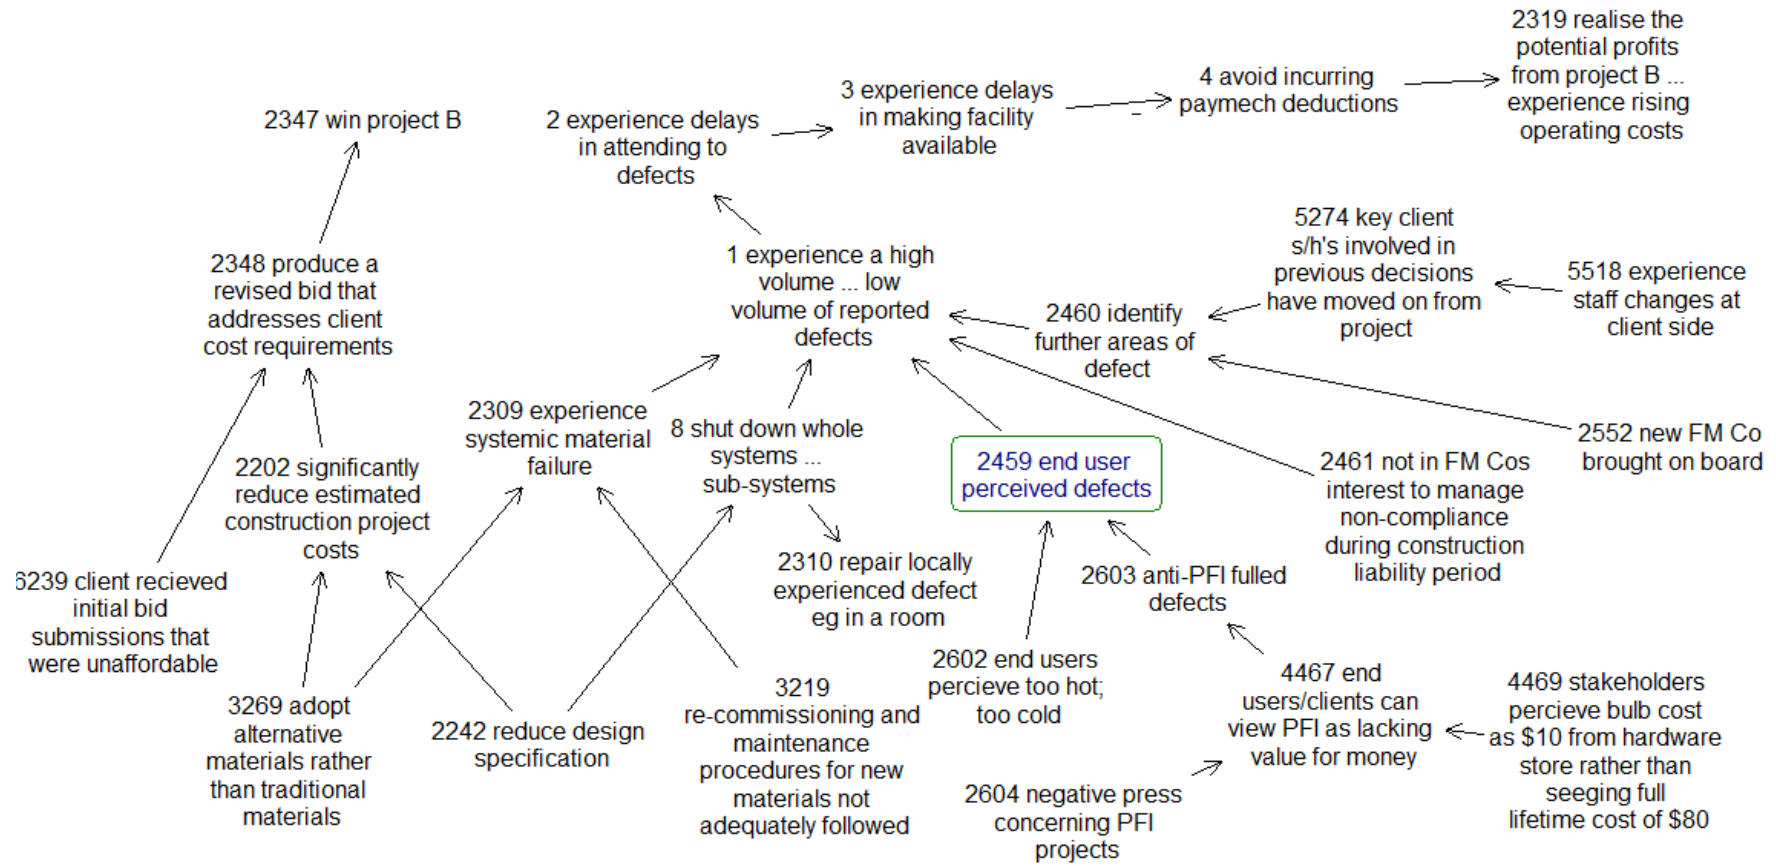 2319 realise the
potential profits
from project B ...
experience rising
operating costs
4 avoid incurring
paymech deductions
3 experience delays
in making facility
available
2347 win project B
2 experience delays
in attending to
defects
5274 key client
s/h's involved in
previous decisions
have moved on from
project
5518 experience
staff changes at
client side
1 experience a high
volume ... low
volume of reported
defects
2348 produce a
revised bid that
addresses client
cost requirements
2460 identify
further areas of
defect
2309 experience
systemic material
failure
8 shut down whole
systems ...
sub-systems
2552 new FM Co
brought on board
2459 end user
perceived defects
2461 not in FM Cos
interest to manage
non-compliance
during construction
liability period
2202 significantly
reduce estimated
construction project
costs
2310 repair locally
experienced defect
eg in a room
2603 anti-PFI fulled
defects
6239 client recieved
initial bid
submissions that
were unaffordable
2602 end users
percieve too hot;
too cold
4467 end
users/clients can
view PFI as lacking
value for money
4469 stakeholders
percieve bulb cost
as $10 from hardware
store rather than
seeging full
lifetime cost of $80
3269 adopt
alternative
materials rather
than traditional
materials
2242 reduce design
specification
3219
re-commissioning and
maintenance
procedures for new
materials not
adequately followed
2604 negative press
concerning PFI
projects